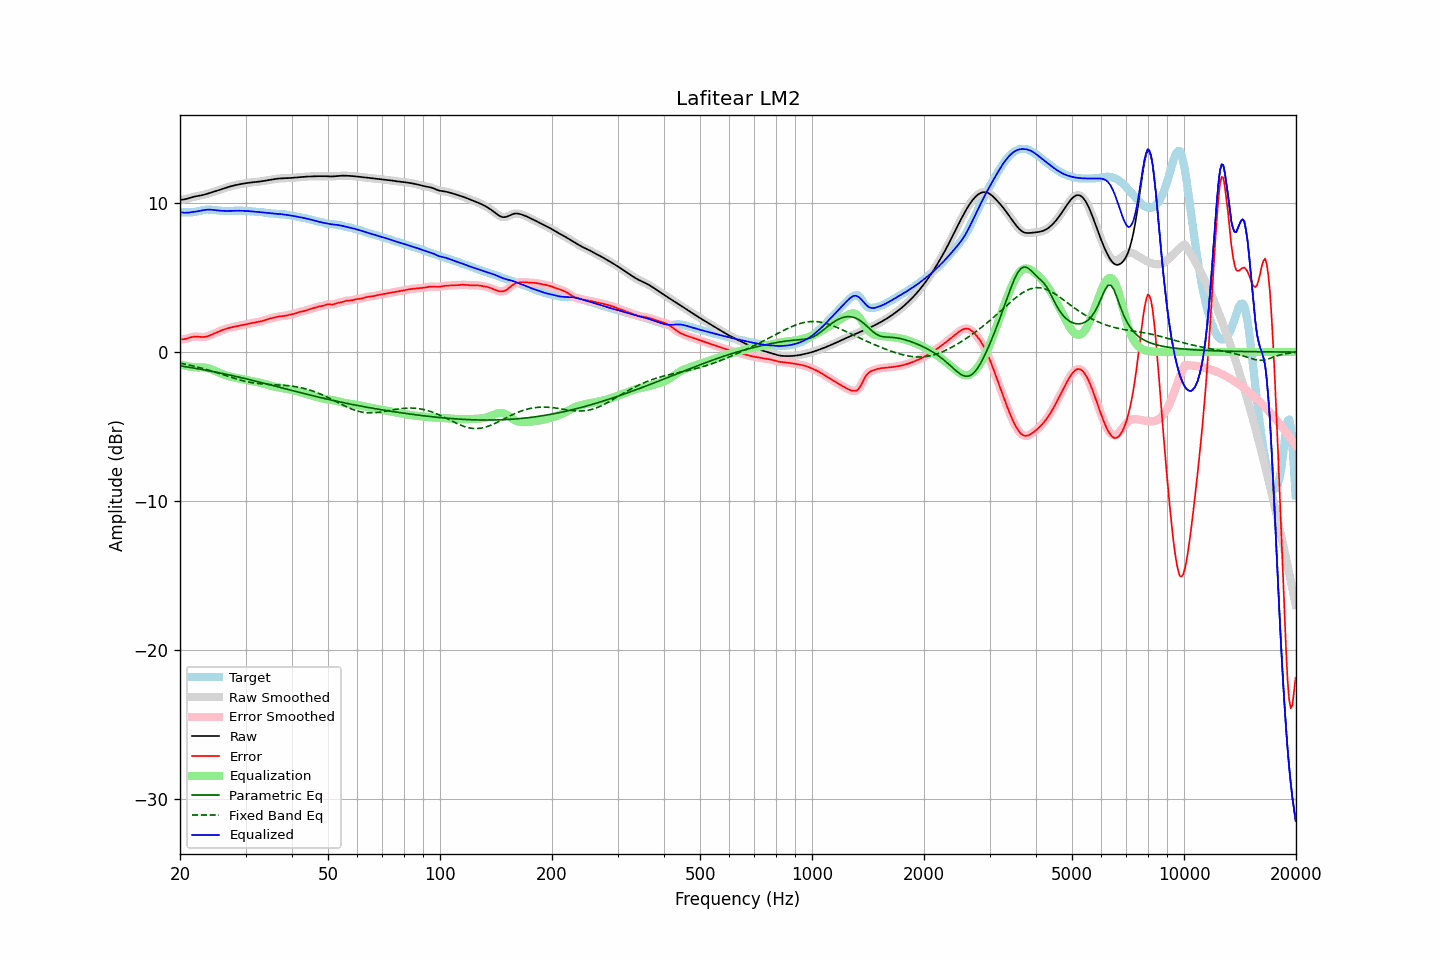 Lafitear LM2
Amplitude (dBr)
10
0
−10
−20
−30
Target
Raw Smoothed
Error Smoothed
Raw
Error
Equalization
Parametric Eq
Fixed Band Eq
Equalized
20 50 100 200 500 1000 2000 5000 10000 20000
Frequency (Hz)